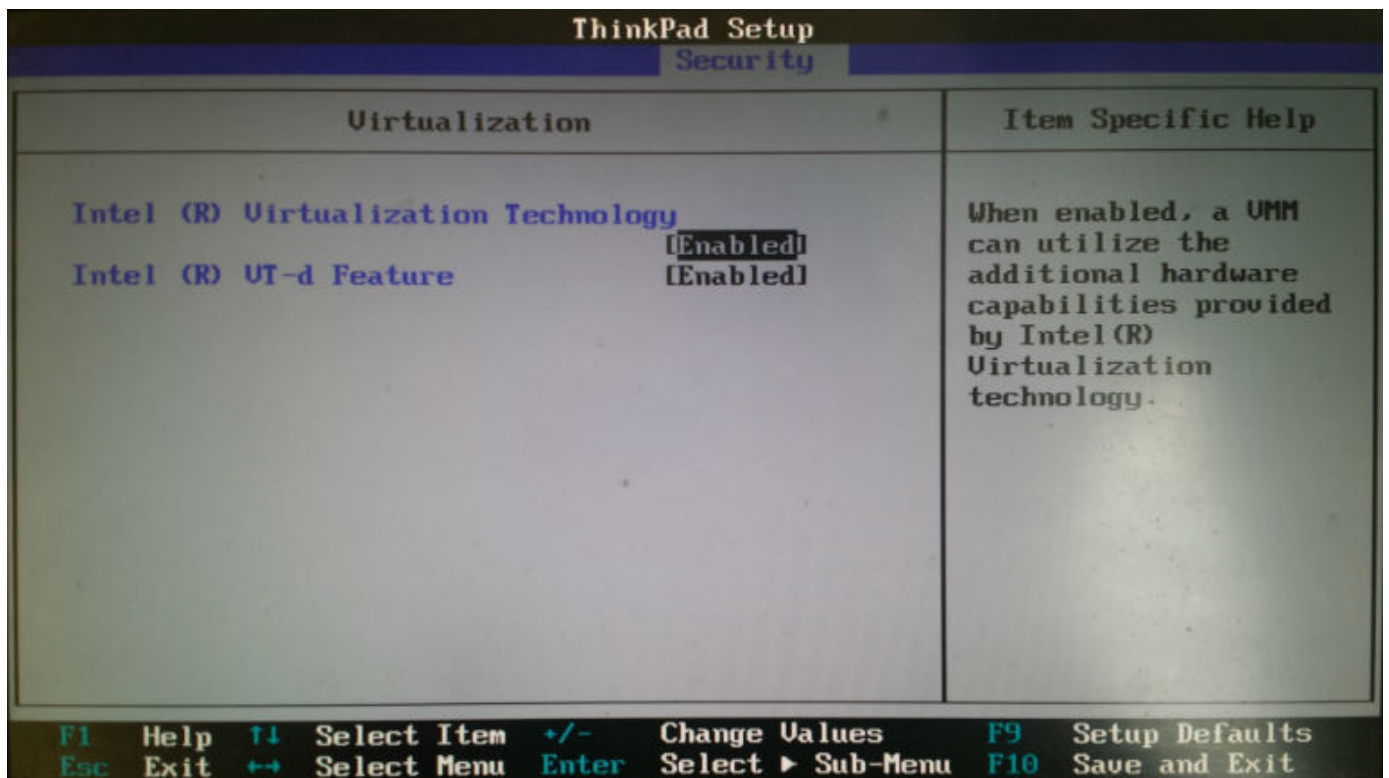 ThinkPad Setup
Security
Virtualization
Item Specific Help
Intel (R) Virtualization Technology
[Enabled]
Intel (R) VT-d Feature [Enabled]
When enabled, a VMM
can utilize the
additional hardware
capabilities provided
by Intel(R)
Virtualization
technology.
F1 Help ↑↓ Select Item +/- Change Values F9 Setup Defaults
Esc Exit ←→ Select Menu Enter Select ▶ Sub-Menu F10 Save and Exit